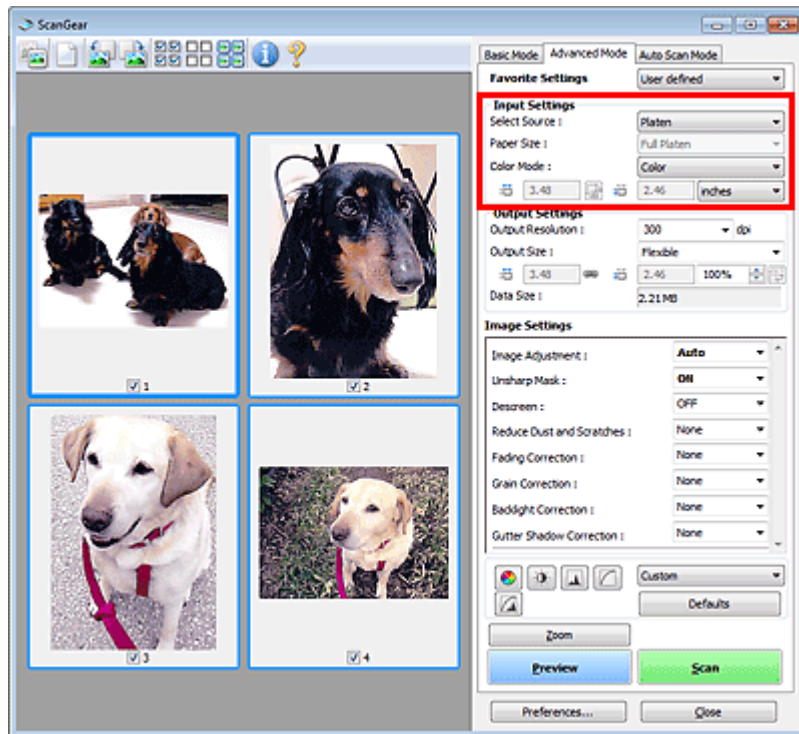 ScanGear
Basic Mode Advanced Mode Auto Scan Mode
Favorite Settings User defined
Input Settings
Select Source : Platen
Paper Size : Full Platen
Color Mode : Color
3.48 2.46 inches
Output Settings
Output Resolution : 300 dpi
Output Size : Flexible
3.48 2.46 100%
Data Size : 2.21 MB
Image Settings
Image Adjustment : Auto
Unsharp Mask : ON
Descreen : OFF
Reduce Dust and Scratches : None
Fading Correction : None
Grain Correction : None
Backlight Correction : None
Gutter Shadow Correction : None
Custom
Defaults
Zoom
Preview Scan
Preferences... Close
1 2
3 4